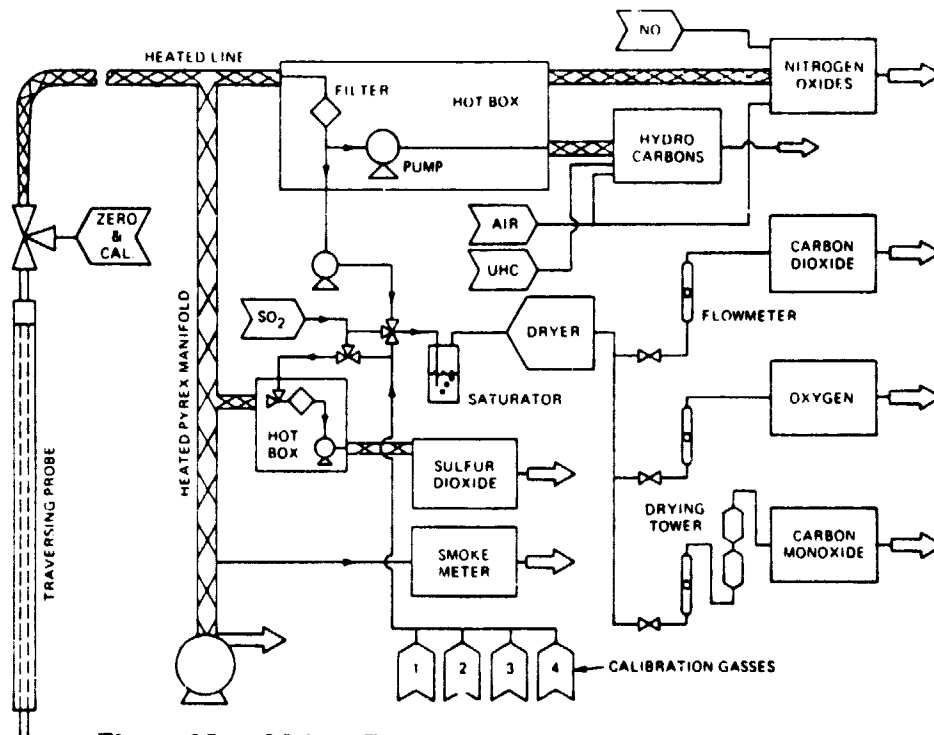 HEATED LINE
NO
NITROGEN
OXIDES
FILTER
HOT BOX
HYDRO
CARBONS
PUMP
ZERO
&
CAL.
AIR
UHC
CARBON
DIOXIDE
FLOWMETER
SO2
DRYER
SATURATOR
HEATED PYREX MANIFOLD
HOT
BOX
OXYGEN
SULFUR
DIOXIDE
DRYING
TOWER
CARBON
MONOXIDE
TRAVERSING PROBE
SMOKE
METER
1 2 3 4
CALIBRATION GASSES